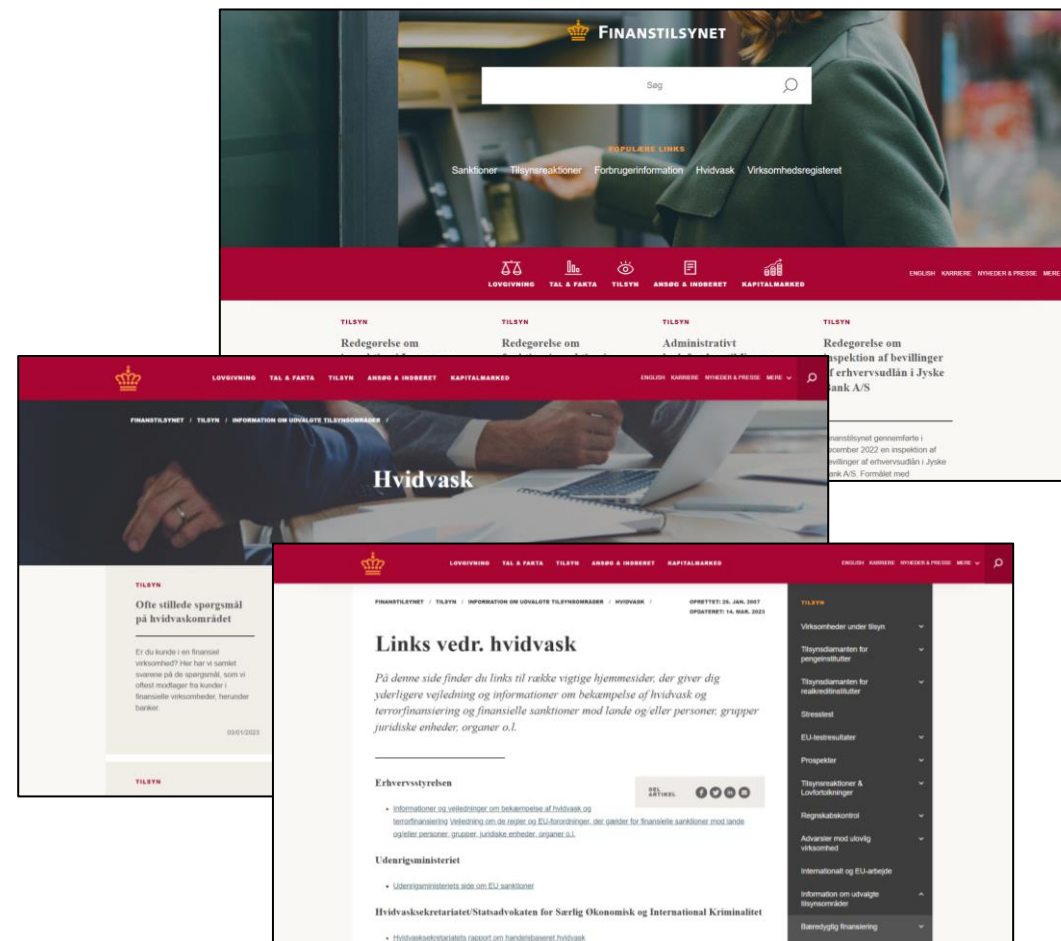 FINANSTILSYNET
Søg
POPULÆRE LINKS
Sanktioner Tilsynsreaktioner Forbrugerinformation Hvidvask Virksomhedsregisteret
LOVGIVNING TAL & FAKTA TILSYN ANSØG & INDBERET KAPITALMARKED
ENGLISH KARRIERE NYHEDER & PRESSE MERE
TILSYN
Redegørelse om
TILSYN
Redegørelse om
TILSYN
Administrativt
TILSYN
Redegørelse om
inspektion af bevillinger
af erhvervsudlån i Jyske
Bank A/S
Finanstilsynet gennemførte i
december 2022 en inspektion af
bevillinger af erhvervsudlån i Jyske
Bank A/S. Formålet med
LOVGIVNING TAL & FAKTA TILSYN ANSØG & INDBERET KAPITALMARKED
ENGLISH KARRIERE NYHEDER & PRESSE MERE
FINANSTILSYNET / TILSYN / INFORMATION OM UDVALGTE TILSYNSOMRÅDER /
Hvidvask
TILSYN
Ofte stillede spørgsmål
på hvidvaskområdet
Er du kunde i en finansiel
virksomhed? Her har vi samlet
svarene på de spørgsmål, som vi
oftest modtager fra kunder i
finansielle virksomheder, herunder
banker.
02/01/2023
TILSYN
LOVGIVNING TAL & FAKTA TILSYN ANSØG & INDBERET KAPITALMARKED
ENGLISH KARRIERE NYHEDER & PRESSE MERE
FINANSTILSYNET / TILSYN / INFORMATION OM UDVALGTE TILSYNSOMRÅDER / HVIDVASK /
OPRETTET: 25. JAN. 2007
OPDATERET: 14. MAR. 2023
Links vedr. hvidvask
På denne side finder du links til række vigtige hjemmesider, der giver dig
yderligere vejledning og informationer om bekæmpelse af hvidvask og
terrorfinansiering og finansielle sanktioner mod lande og/eller personer, grupper
juridiske enheder, organer o.l.
Erhvervsstyrelsen
DEL
ARTIKEL
• Informationer og vejledninger om bekæmpelse af hvidvask og
terrorfinansiering Vejledning om de regler og EU-forordninger, der gælder for finansielle sanktioner mod lande
og/eller personer, grupper, juridiske enheder, organer o.l.
Udenrigsministeriet
• Udenrigsministeriets side om EU sanktioner
Hvidvasksekretariatet/Statsadvokaten for Særlig Økonomisk og International Kriminalitet
• Hvidvasksekretariatets rapport om handelsbaseret hvidvask
TILSYN
Virksomheder under tilsyn
Tilsynsdiamanten for
pengeinstitutter
Tilsynsdiamanten for
realkreditinstitutter
Stresstest
EU-testresultater
Prospekter
Tilsynsreaktioner &
Lovfortolkninger
Regnskabskontrol
Advarsler mod ulovlig
virksomhed
Internationalt og EU-arbejde
Information om udvalgte
tilsynsområder
Bæredygtig finansiering